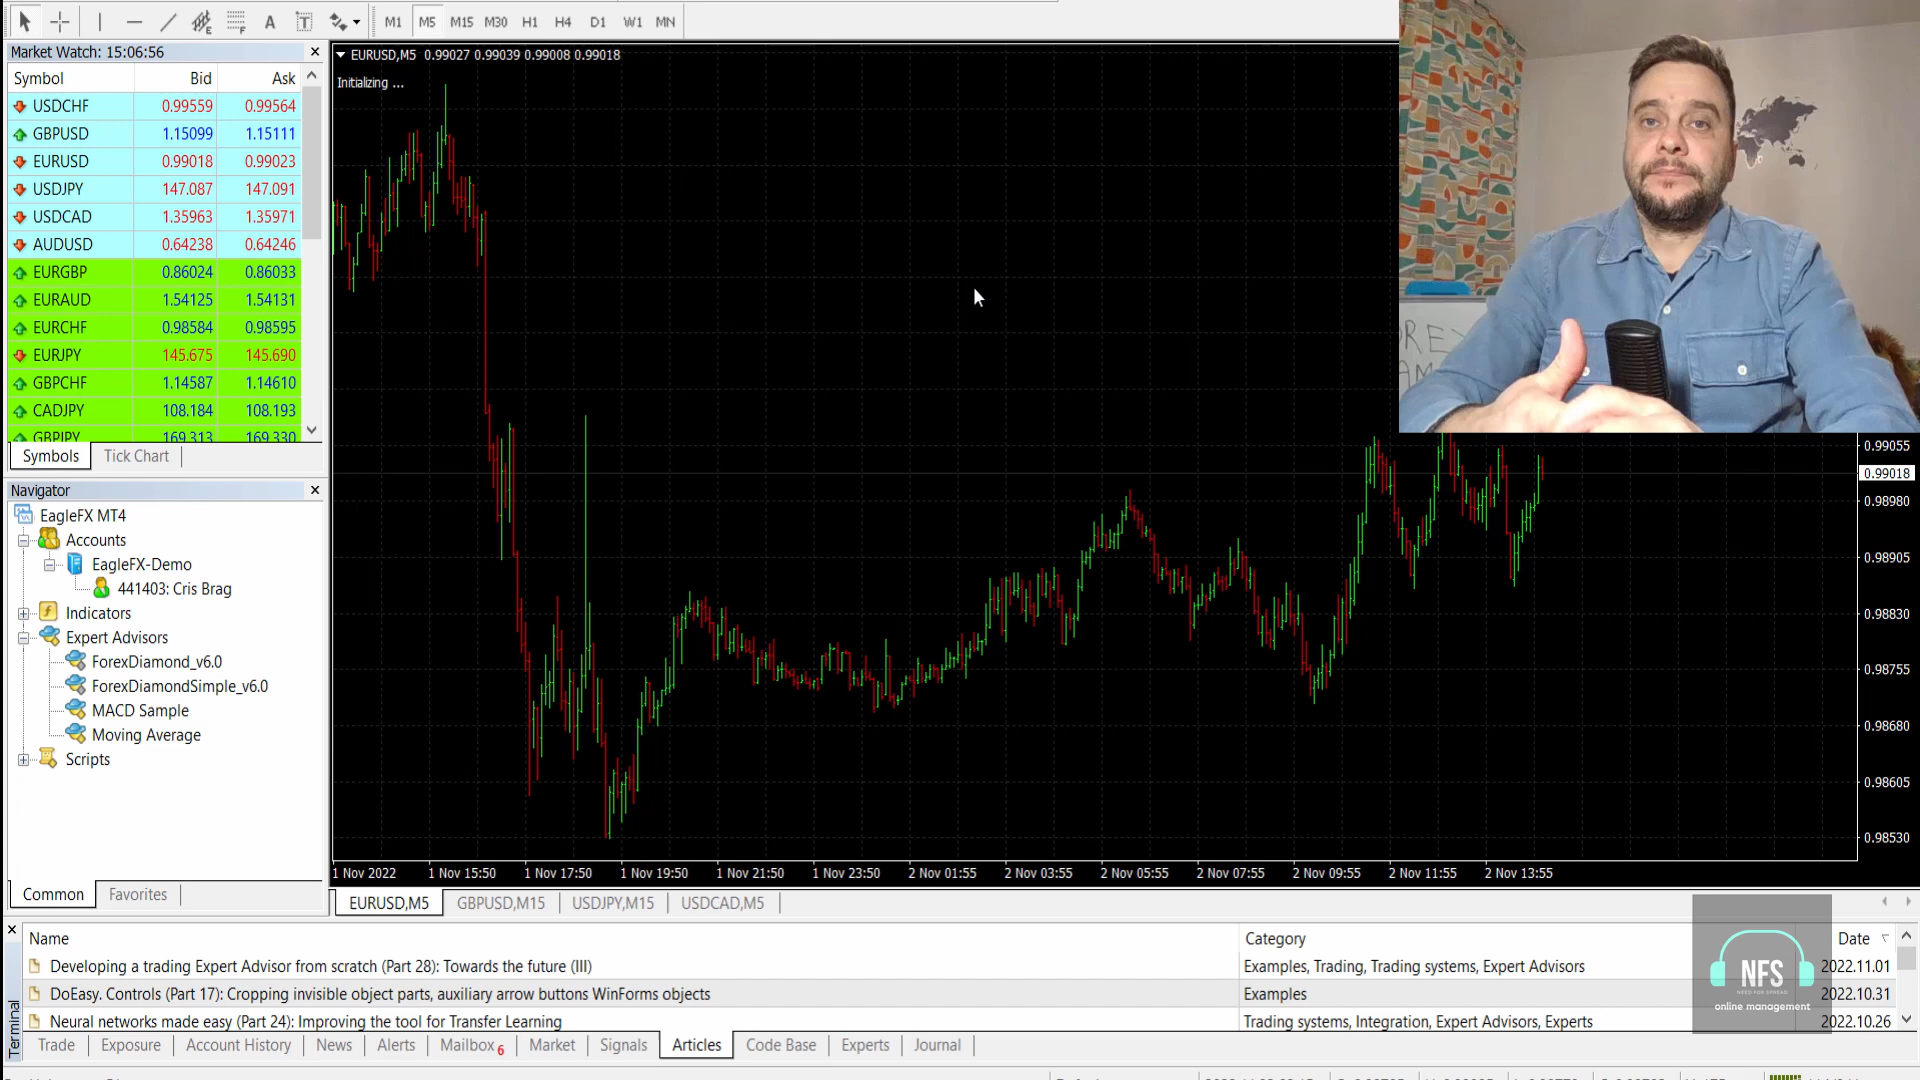 M1 M5 M15 M30 H1 H4 D1 W1 MN
Market Watch: 15:06:56
Symbol Bid Ask
USDCHF 0.99559 0.99564
GBPUSD 1.15099 1.15111
EURUSD 0.99018 0.99023
USDJPY 147.087 147.091
USDCAD 1.35963 1.35971
AUDUSD 0.64238 0.64246
EURGBP 0.86024 0.86033
EURAUD 1.54125 1.54131
EURCHF 0.98584 0.98595
EURJPY 145.675 145.690
GBPCHF 1.14587 1.14610
CADJPY 108.184 108.193
GBPJPY 169.313 169.330
Symbols Tick Chart
Navigator
EagleFX MT4
Accounts
EagleFX-Demo
441403: Cris Brag
Indicators
Expert Advisors
ForexDiamond_v6.0
ForexDiamondSimple_v6.0
MACD Sample
Moving Average
Scripts
Common Favorites
EURUSD,M5 0.99027 0.99039 0.99008 0.99018
Initializing ...
0.99055
0.99018
0.98980
0.98905
0.98830
0.98755
0.98680
0.98605
0.98530
1 Nov 2022 1 Nov 15:50 1 Nov 17:50 1 Nov 19:50 1 Nov 21:50 1 Nov 23:50 2 Nov 01:55 2 Nov 03:55 2 Nov 05:55 2 Nov 07:55 2 Nov 09:55 2 Nov 11:55 2 Nov 13:55
EURUSD,M5 GBPUSD,M15 USDJPY,M15 USDCAD,M5
Name Category Date
Developing a trading Expert Advisor from scratch (Part 28): Towards the future (III) Examples, Trading, Trading systems, Expert Advisors 2022.11.01
DoEasy. Controls (Part 17): Cropping invisible object parts, auxiliary arrow buttons WinForms objects Examples 2022.10.31
Neural networks made easy (Part 24): Improving the tool for Transfer Learning Trading systems, Integration, Expert Advisors, Experts 2022.10.26
Terminal
Trade Exposure Account History News Alerts Mailbox 6 Market Signals Articles Code Base Experts Journal
NFS
NEED FOR SPREAD
online management